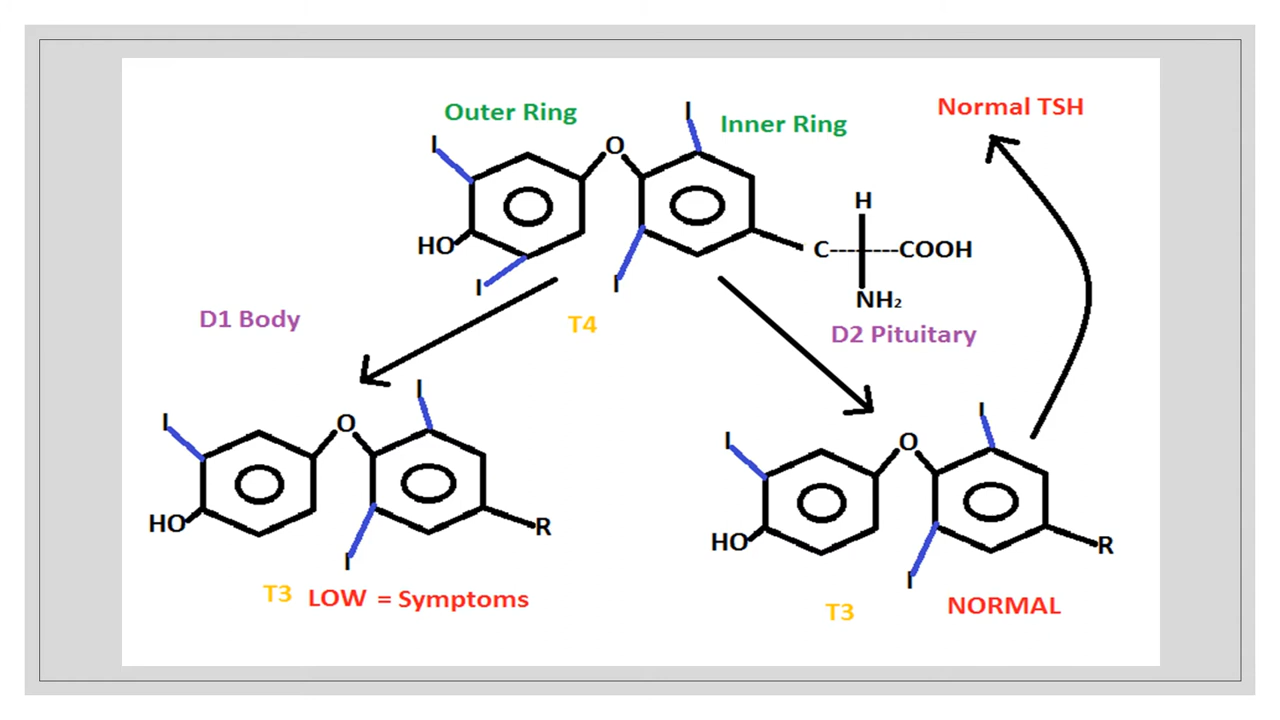 Outer Ring
Inner Ring
Normal TSH
I
I
O
HO
I
I
H
C-------COOH
NH₂
T4
D1 Body
D2 Pituitary
I
I
O
HO
I
R
T3 LOW = Symptoms
I
I
O
HO
I
R
T3
NORMAL